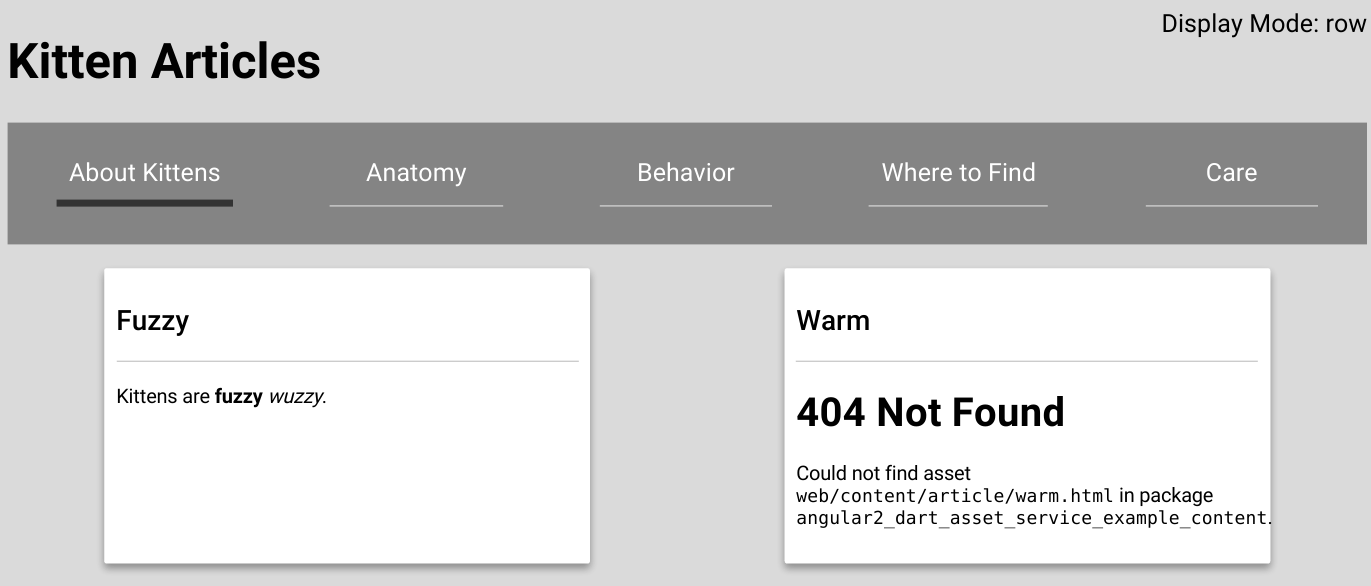 Display Mode: row
Kitten Articles
About Kittens
Anatomy
Behavior
Where to Find
Care
Fuzzy
Kittens are fuzzy wuzzy.
Warm
404 Not Found
Could not find asset
web/content/article/warm.html in package
angular2_dart_asset_service_example_content.